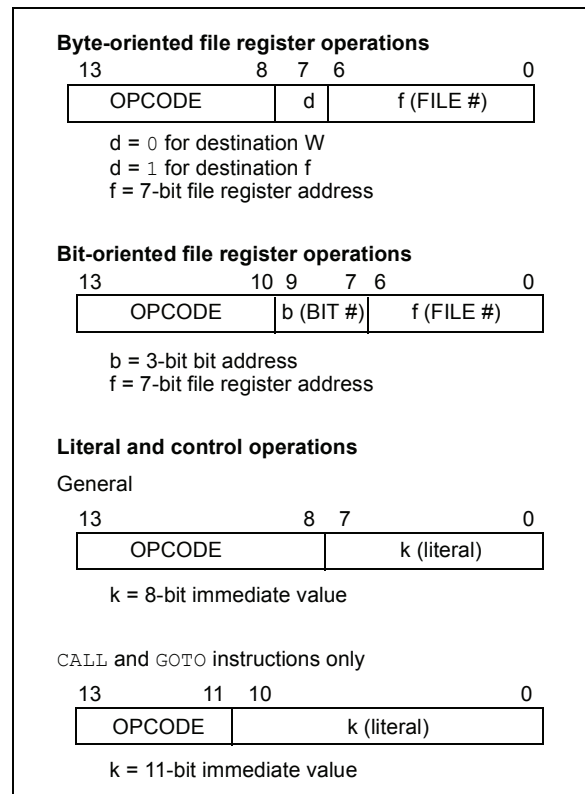 Byte-oriented file register operations
13 8 7 6 0
OPCODE d f (FILE #)
d = 0 for destination W
d = 1 for destination f
f = 7-bit file register address
Bit-oriented file register operations
13 10 9 7 6 0
OPCODE b (BIT #) f (FILE #)
b = 3-bit bit address
f = 7-bit file register address
Literal and control operations
General
13 8 7 0
OPCODE k (literal)
k = 8-bit immediate value
CALL and GOTO instructions only
13 11 10 0
OPCODE k (literal)
k = 11-bit immediate value